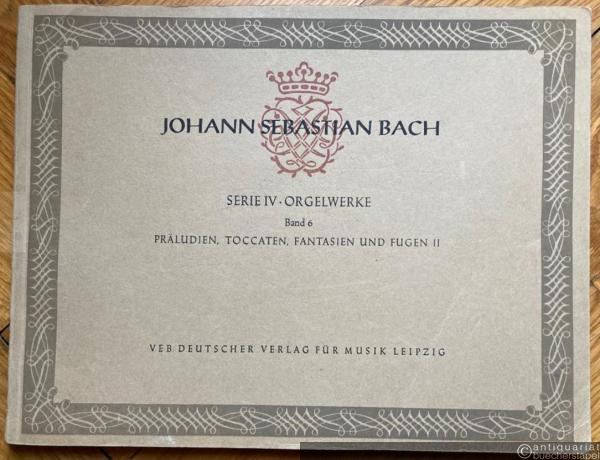 JOHANN SEBASTIAN BACH
SERIE IV · ORGELWERKE
Band 6
PRÄLUDIEN, TOCCATEN, FANTASIEN UND FUGEN II
VEB DEUTSCHER VERLAG FÜR MUSIK LEIPZIG
©antiquariat
buecherstapel